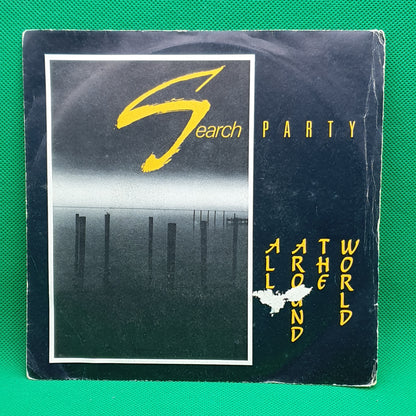 Search PARTY
ALL
AROUND
THE
WORLD